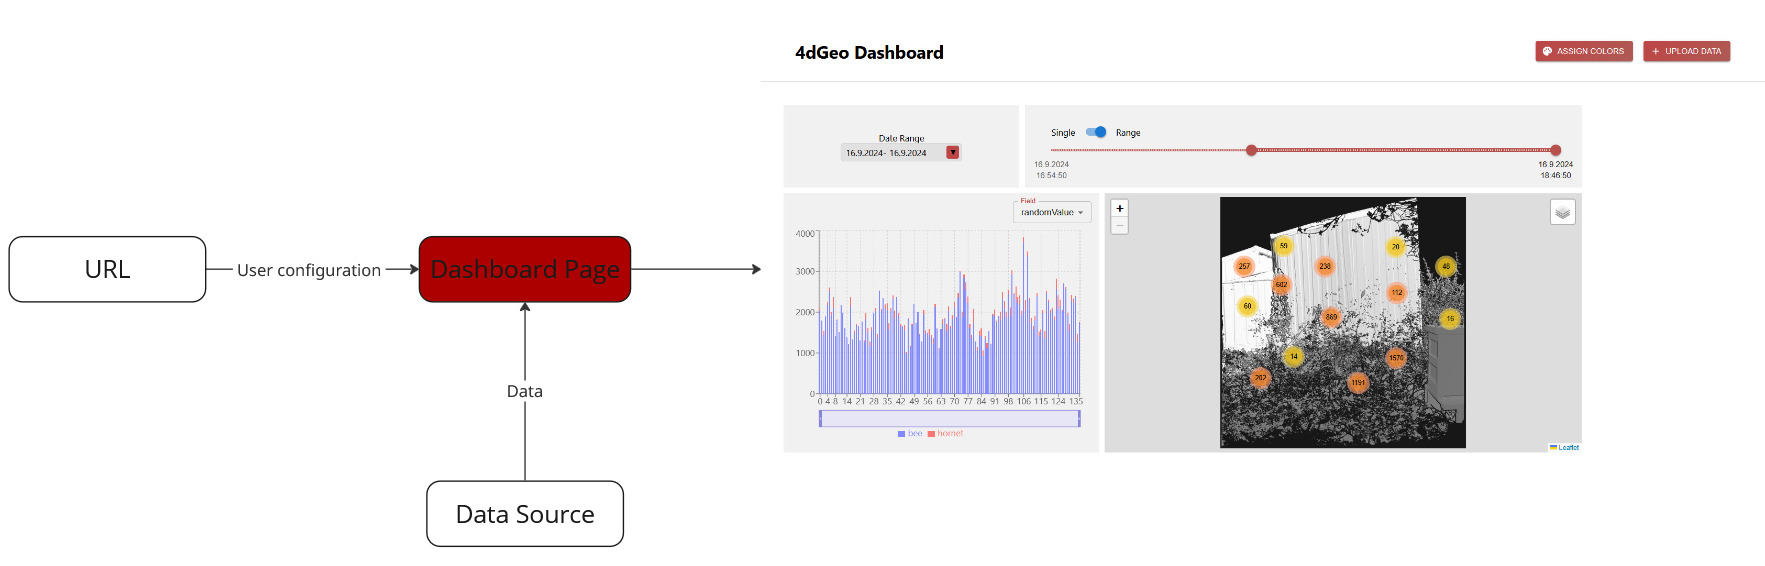 4dGeo Dashboard
ASSIGN COLORS
UPLOAD DATA
Date Range
16.9.2024- 16.9.2024
Single
Range
16.9.2024
16:54:50
16.9.2024
18:46:50
URL
User configuration
Dashboard Page
Data
Data Source
Field
randomValue
4000
3000
2000
1000
0
0 4 8 14 21 28 35 42 49 56 63 70 77 84 91 98 106 115 124 135
bee
hornet
+
−
59
20
257
238
48
602
112
60
869
16
14
1570
202
1191
Leaflet